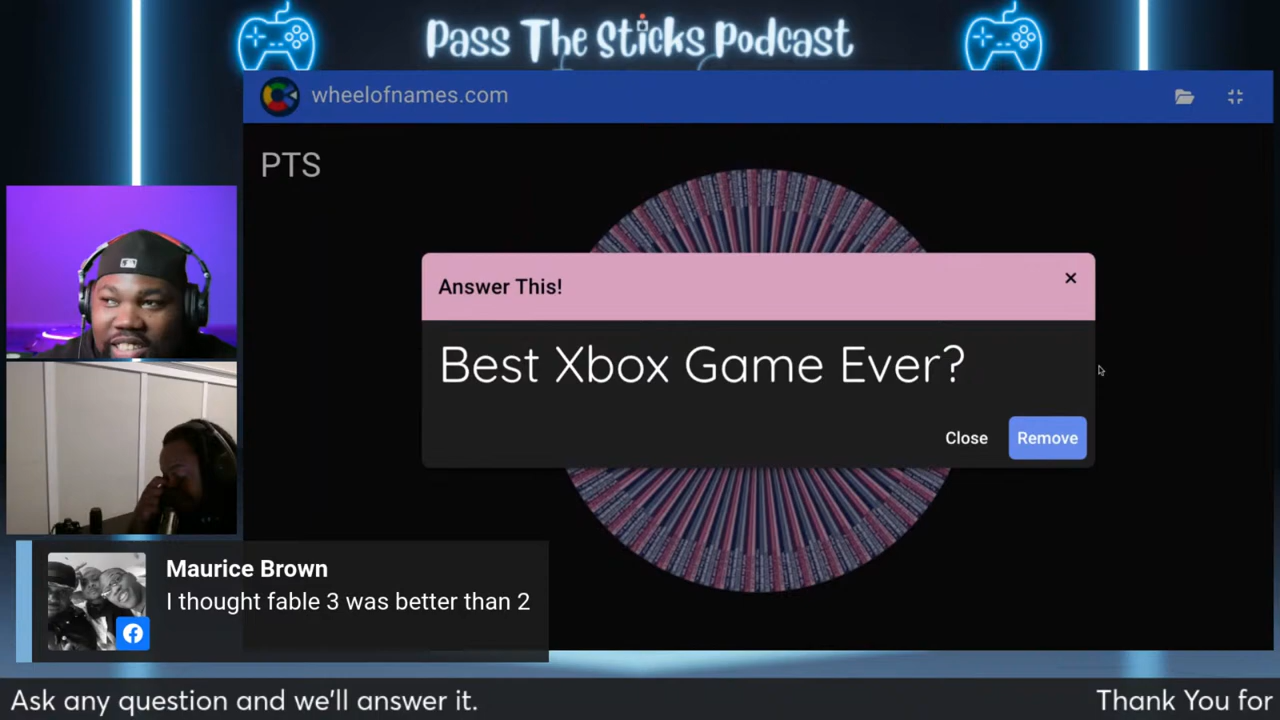 Pass The Sticks Podcast
wheelofnames.com
PTS
Answer This!
Best Xbox Game Ever?
Close
Remove
Maurice Brown
I thought fable 3 was better than 2
Ask any question and we'll answer it.
Thank You for